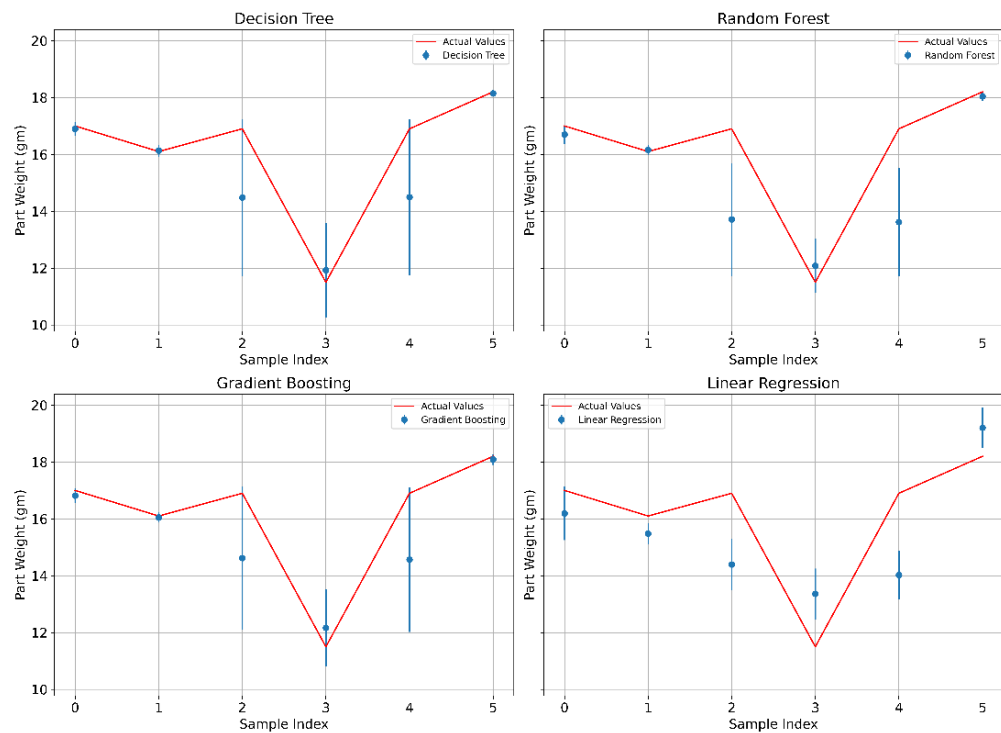 Decision Tree
20
18
16
14
12
10
Part Weight (gm)
Actual Values
Decision Tree
0 1 2 3 4 5
Sample Index
Random Forest
Part Weight (gm)
Actual Values
Random Forest
0 1 2 3 4 5
Sample Index
Gradient Boosting
20
18
16
14
12
10
Part Weight (gm)
Actual Values
Gradient Boosting
0 1 2 3 4 5
Sample Index
Linear Regression
Part Weight (gm)
Actual Values
Linear Regression
0 1 2 3 4 5
Sample Index